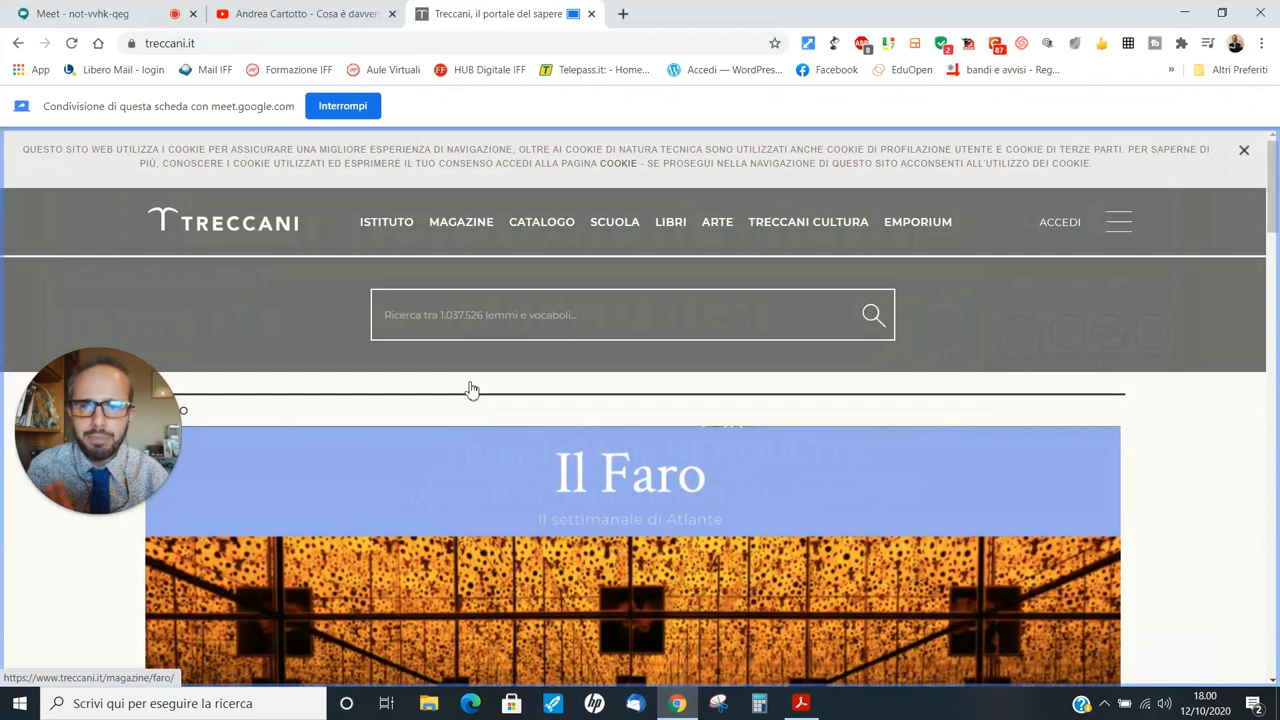 Meet - not-vvhk-qeg
Andrea Cartotto - Cosa è davver
Treccani, il portale del sapere
treccani.it
8
2
87
App
Libero Mail - login
Mail IFF
Formazione IFF
Aule Virtuali
HUB Digitale IFF
Telepass.it: - Home...
Accedi — WordPress...
Facebook
EduOpen
bandi e avvisi - Reg...
»
Altri Preferiti
Condivisione di questa scheda con meet.google.com
Interrompi
QUESTO SITO WEB UTILIZZA I COOKIE PER ASSICURARE UNA MIGLIORE ESPERIENZA DI NAVIGAZIONE, OLTRE AI COOKIE DI NATURA TECNICA SONO UTILIZZATI ANCHE COOKIE DI PROFILAZIONE UTENTE E COOKIE DI TERZE PARTI. PER SAPERNE DI
PIÙ, CONOSCERE I COOKIE UTILIZZATI ED ESPRIMERE IL TUO CONSENSO ACCEDI ALLA PAGINA COOKIE - SE PROSEGUI NELLA NAVIGAZIONE DI QUESTO SITO ACCONSENTI ALL'UTILIZZO DEI COOKIE.
TRECCANI
ISTITUTO
MAGAZINE
CATALOGO
SCUOLA
LIBRI
ARTE
TRECCANI CULTURA
EMPORIUM
ACCEDI
Ricerca tra 1.037.526 lemmi e vocaboli...
Il Faro
Il settimanale di Atlante
https://www.treccani.it/magazine/faro/
Scrivi qui per eseguire la ricerca
18.00
12/10/2020
2